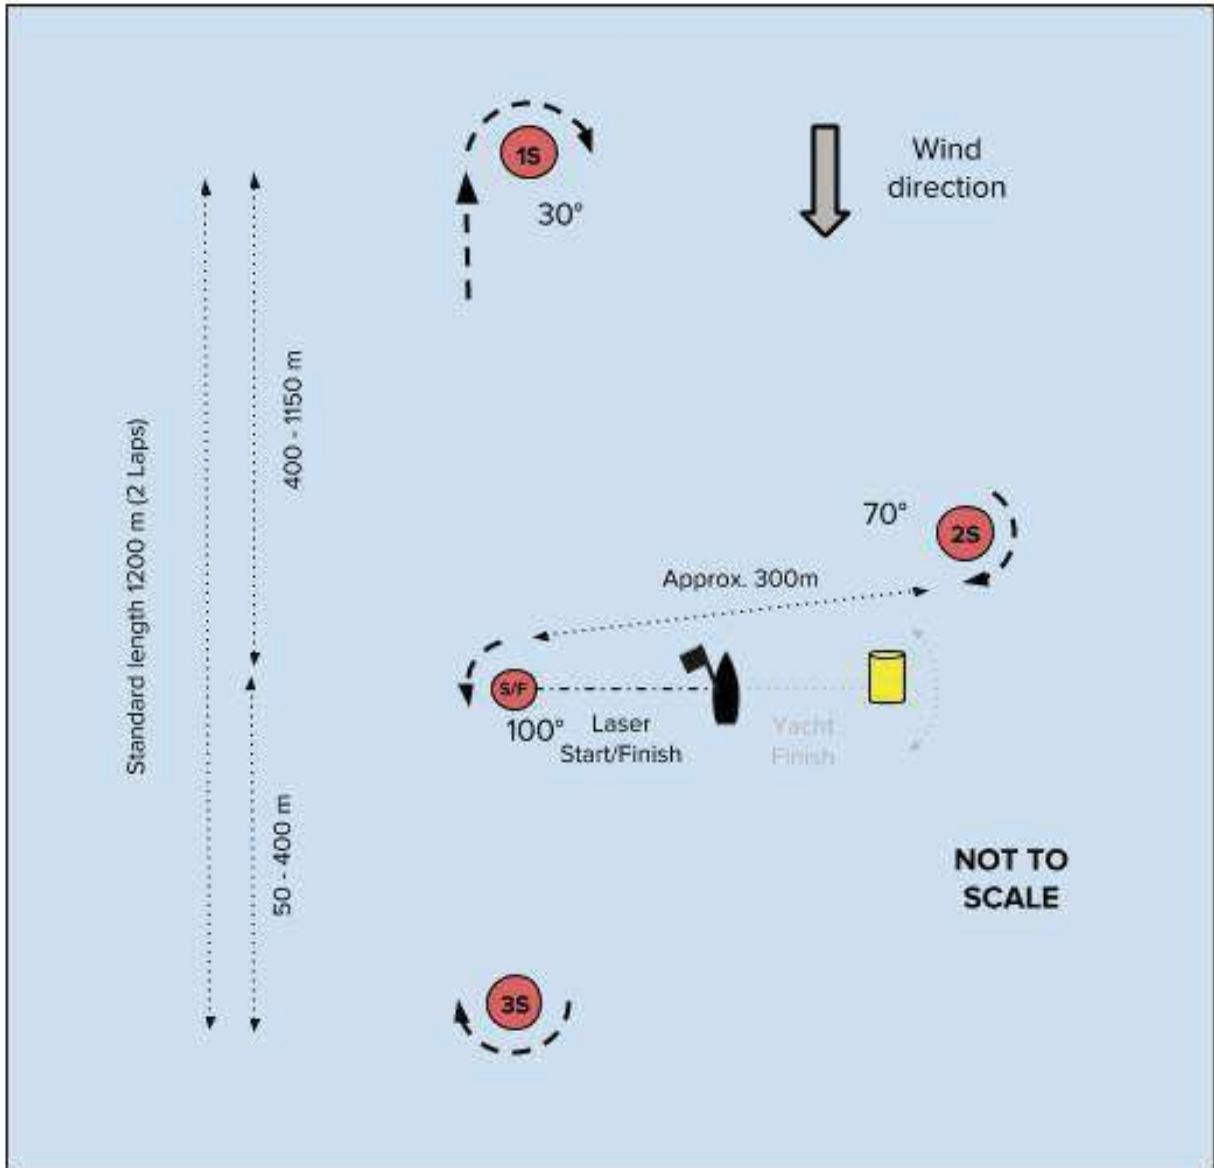 1S
30°
Wind
direction
400 - 1150 m
Standard length 1200 m (2 Laps)
70°
2S
Approx. 300m
S/F
100°
Laser
Start/Finish
Yacht
Finish
50 - 400 m
NOT TO
SCALE
3S